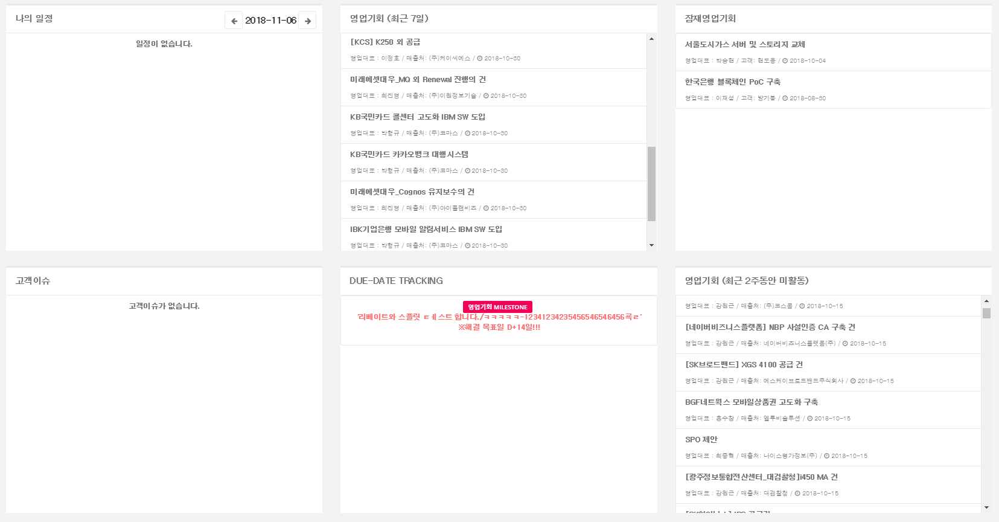 나의 일정
2018-11-06
일정이 없습니다.
영업기회 (최근 7일)
[KCS] K250 외 공급
영업대표 : 이정호 / 매출처: (주)케이씨에스 / 2018-10-30
미래에셋대우_MQ 외 Renewal 진행의 건
영업대표 : 최진영 / 매출처: (주)이원정보기술 / 2018-10-30
KB국민카드 콜센터 고도화 IBM SW 도입
영업대표 : 박형규 / 매출처: (주)코마스 / 2018-10-30
KB국민카드 카카오뱅크 대행시스템
영업대표 : 박형규 / 매출처: (주)코마스 / 2018-10-30
미래에셋대우_Cognos 유지보수의 건
영업대표 : 최진영 / 매출처: (주)아이플랜비즈 / 2018-10-30
IBK기업은행 모바일 알림서비스 IBM SW 도입
영업대표 : 박형규 / 매출처: (주)코마스 / 2018-10-30
잠재영업기회
서울도시가스 서버 및 스토리지 교체
영업대표 : 박승현 / 고객: 현도용 / 2018-10-04
한국은행 블록체인 PoC 구축
영업대표 : 이재설 / 고객: 방기봉 / 2018-08-30
고객이슈
고객이슈가 없습니다.
DUE-DATE TRACKING
영업기회 MILESTONE
'리베이트와 스플릿 ㅌㅔ스트 합니다./ㅋㅋㅋㅋㅋ-12341234235456546546456콕ㄹ'
※해결 목표일 D+14일!!!
영업기회 (최근 2주동안 미활동)
영업대표 : 강원근 / 매출처: (주)코스콤 / 2018-10-15
[네이버비즈니스플랫폼] NBP 사설인증 CA 구축 건
영업대표 : 강원근 / 매출처: 네이버비즈니스플랫폼(주) / 2018-10-15
[SK브로드밴드] XGS 4100 공급 건
영업대표 : 강원근 / 매출처: 에스케이브로드밴드주식회사 / 2018-10-15
BGF네트웍스 모바일상품권 고도화 구축
영업대표 : 홍수창 / 매출처: 엘루비솔루션 / 2018-10-15
SPO 제안
영업대표 : 최중혁 / 매출처: 나이스평가정보(주) / 2018-10-15
[광주정보통합전산센터_대검찰청]i450 MA 건
영업대표 : 강원근 / 매출처: 대검찰청 / 2018-10-15